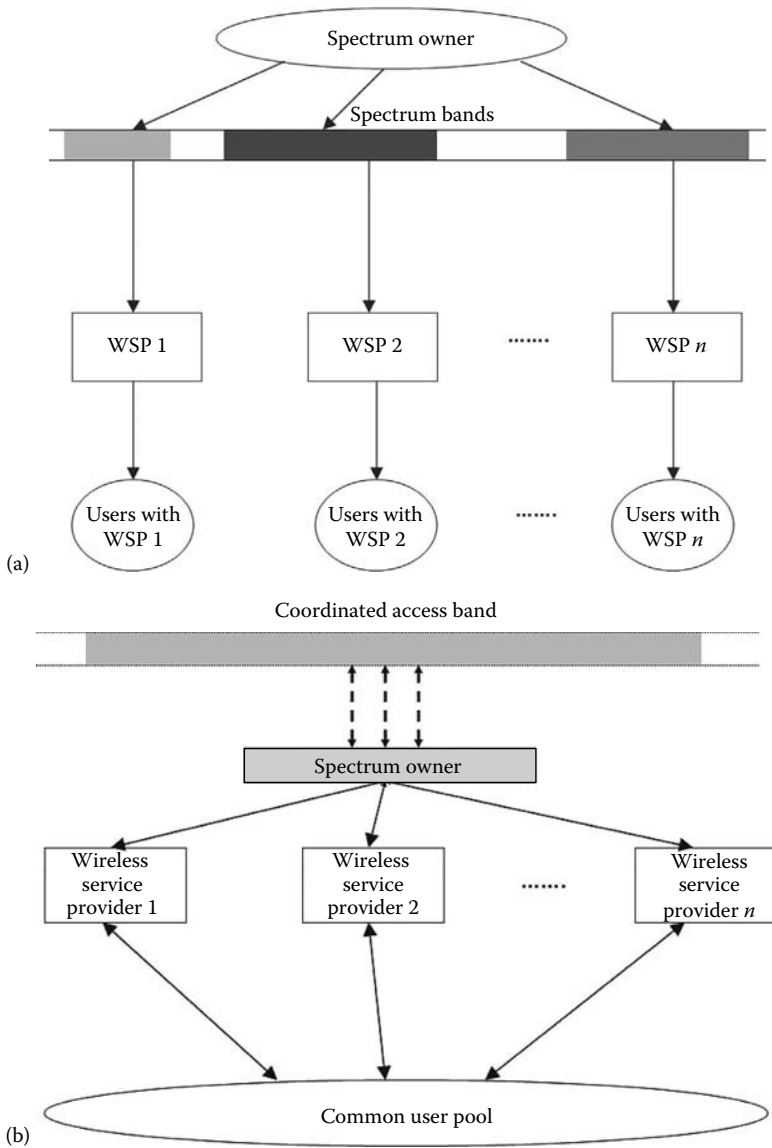 Spectrum owner
Spectrum bands
WSP 1
WSP 2
.......
WSP n
Users with
WSP 1
Users with
WSP 2
.......
Users with
WSP n
(a)
Coordinated access band
Spectrum owner
Wireless
service
provider 1
Wireless
service
provider 2
.......
Wireless
service
provider n
Common user pool
(b)